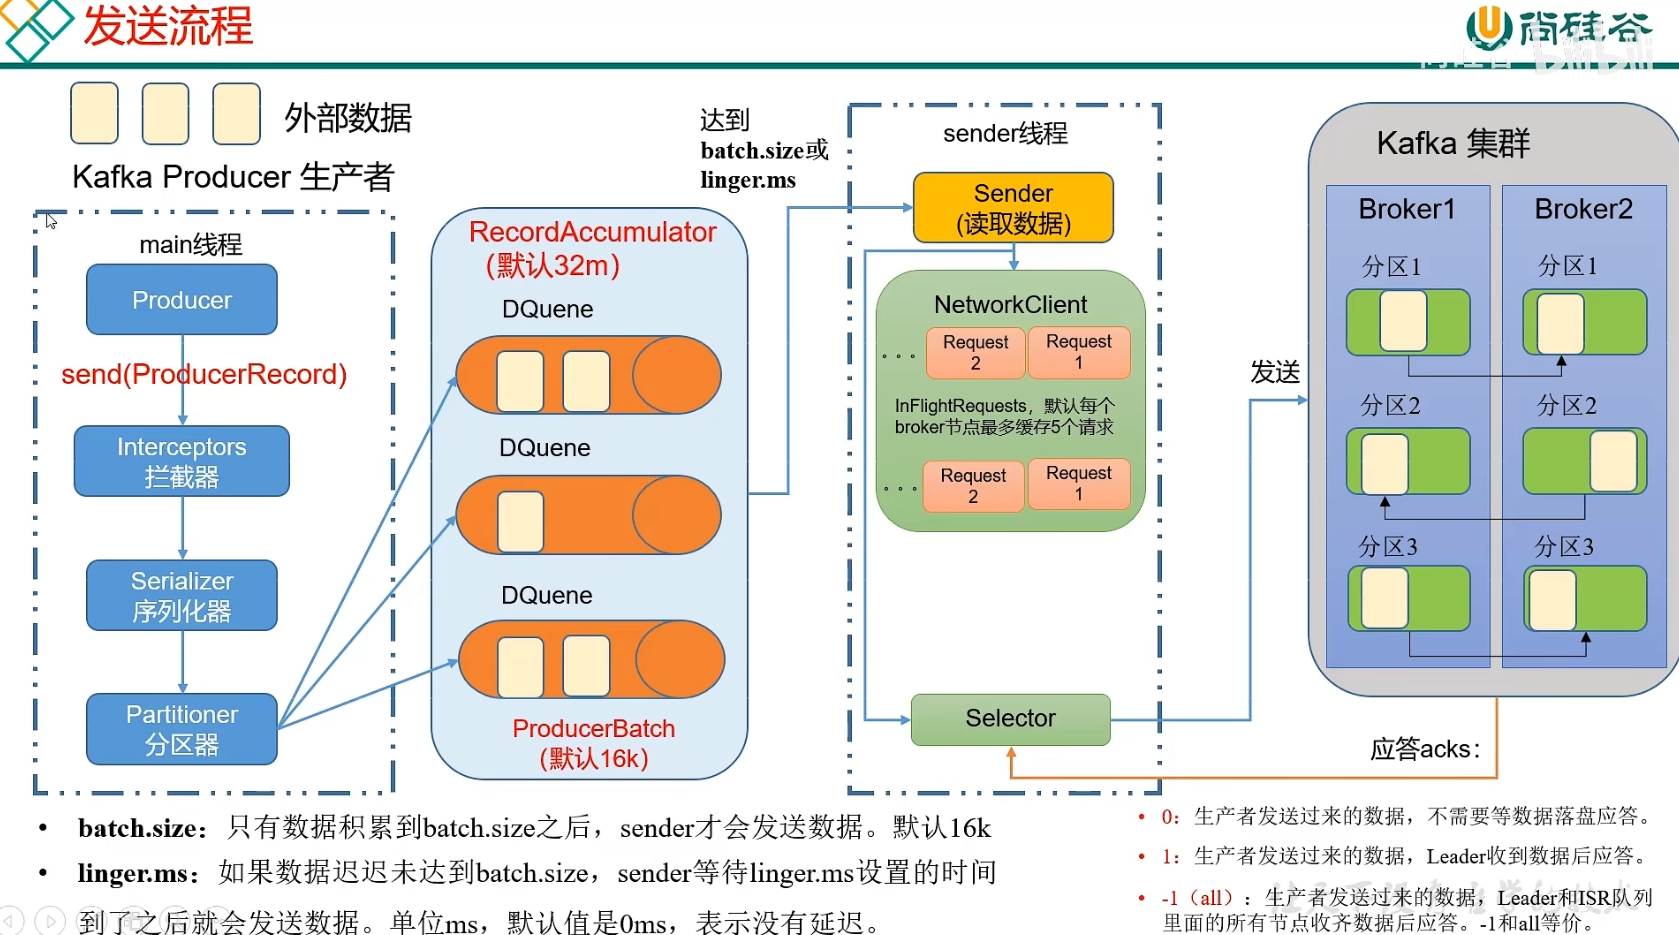 发送流程
尚硅谷
bilibili
外部数据
Kafka Producer 生产者
main线程
Producer
send(ProducerRecord)
Interceptors
拦截器
Serializer
序列化器
Partitioner
分区器
RecordAccumulator
(默认32m)
DQuene
DQuene
DQuene
ProducerBatch
(默认16k)
达到
batch.size或
linger.ms
sender线程
Sender
(读取数据)
NetworkClient
Request
2
Request
1
InFlightRequests，默认每个
broker节点最多缓存5个请求
Request
2
Request
1
Selector
发送
Kafka 集群
Broker1
分区1
分区2
分区3
Broker2
分区1
分区2
分区3
应答acks：
• batch.size：只有数据积累到batch.size之后，sender才会发送数据。默认16k
• linger.ms：如果数据迟迟未达到batch.size，sender等待linger.ms设置的时间
到了之后就会发送数据。单位ms，默认值是0ms，表示没有延迟。
• 0：生产者发送过来的数据，不需要等数据落盘应答。
• 1：生产者发送过来的数据，Leader收到数据后应答。
• -1（all）：生产者发送过来的数据，Leader和ISR队列
里面的所有节点收齐数据后应答。-1和all等价。